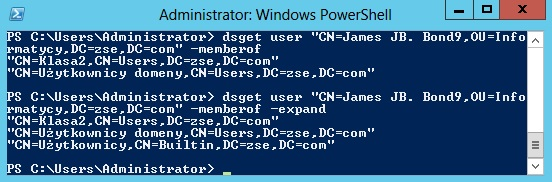 Administrator: Windows PowerShell
PS C:\Users\Administrator> dsget user "CN=James JB. Bond9,OU=Info
rmatycy,DC=zse,DC=com" -memberof
"CN=Klasa2,CN=Users,DC=zse,DC=com"
"CN=Użytkownicy domeny,CN=Users,DC=zse,DC=com"
PS C:\Users\Administrator> dsget user "CN=James JB. Bond9,OU=Info
rmatycy,DC=zse,DC=com" -memberof -expand
"CN=Klasa2,CN=Users,DC=zse,DC=com"
"CN=Użytkownicy domeny,CN=Users,DC=zse,DC=com"
"CN=Użytkownicy,CN=Builtin,DC=zse,DC=com"
PS C:\Users\Administrator> _